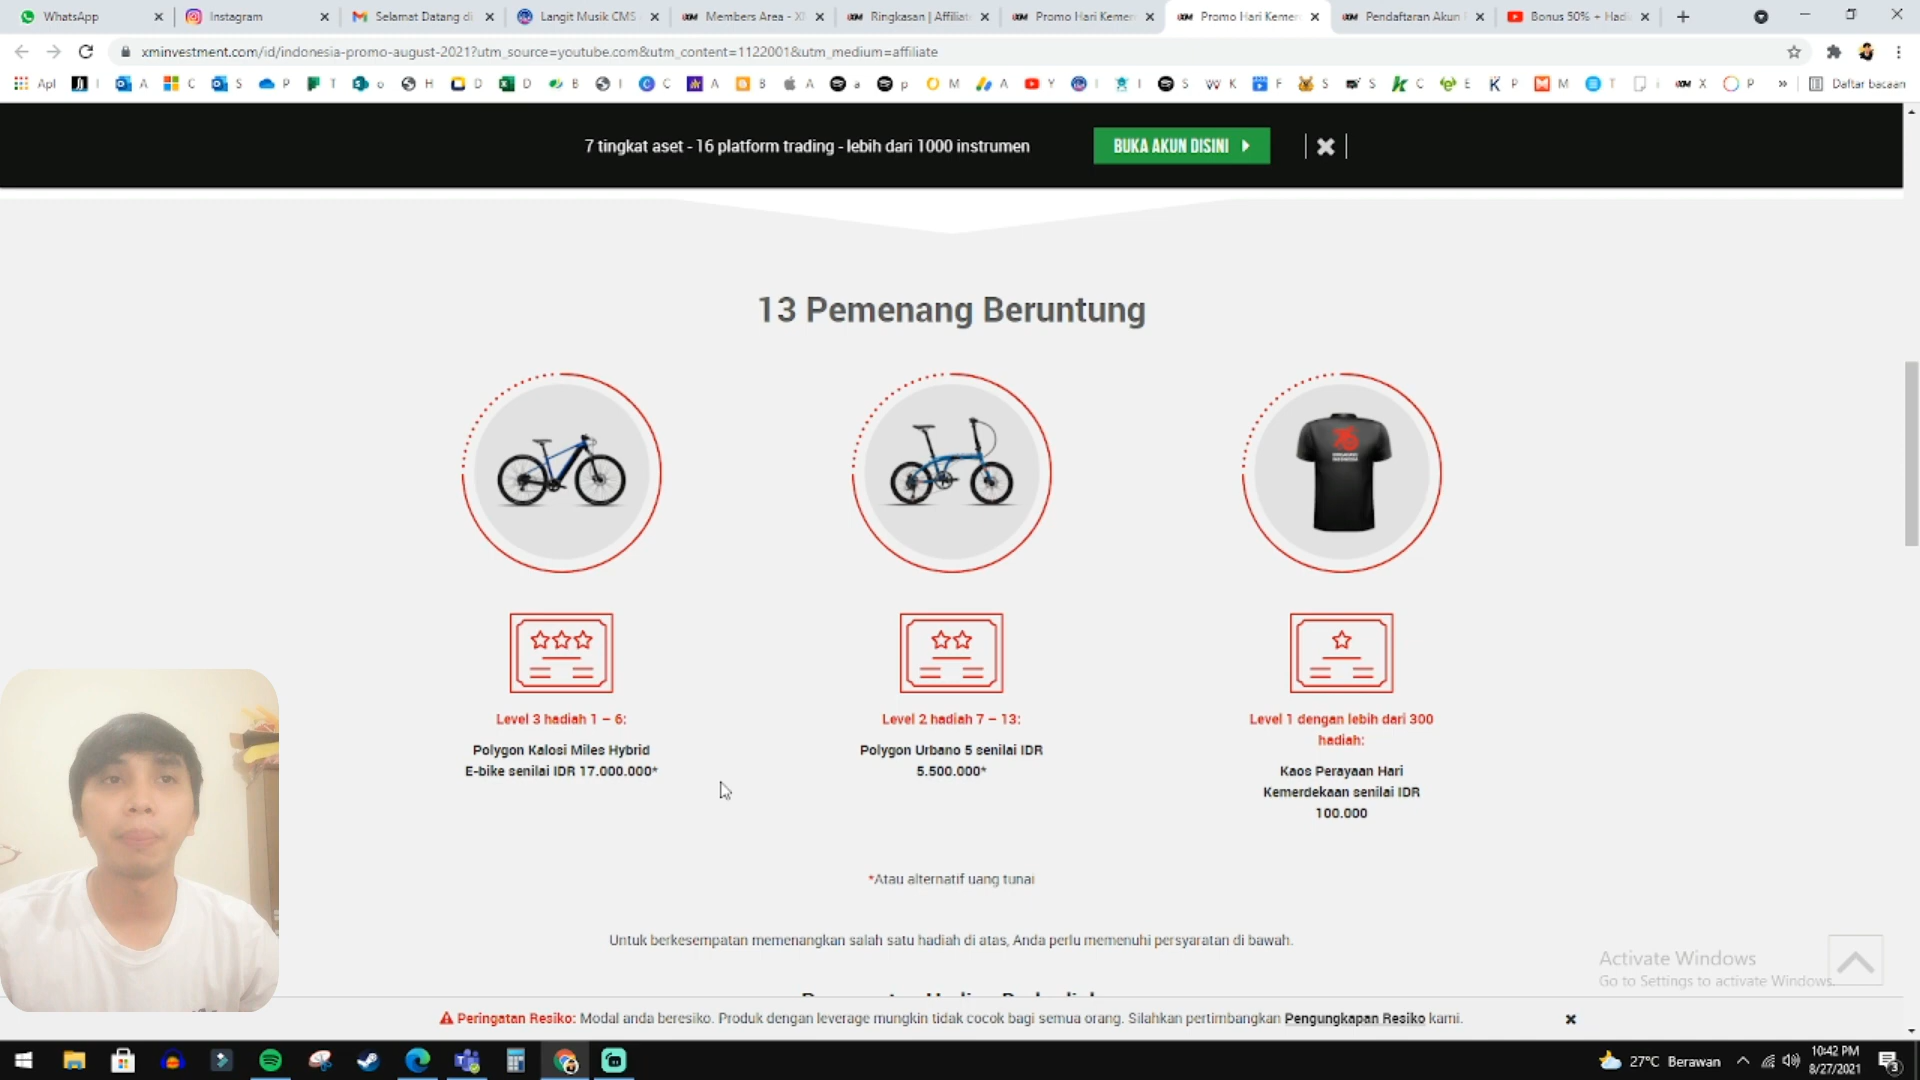 WhatsApp
Instagram
Selamat Datang di
Langit Musik CMS
Members Area - X
Ringkasan | Affiliat
Promo Hari Kemer
Promo Hari Kemer
Pendaftaran Akun
Bonus 50% + Hadi
xminvestment.com/id/indonesia-promo-august-2021?utm_source=youtube.com&utm_content=1122001&utm_medium=affiliate
Apl
Daftar bacaan
7 tingkat aset - 16 platform trading - lebih dari 1000 instrumen
BUKA AKUN DISINI
13 Pemenang Beruntung
Level 3 hadiah 1 – 6:
Polygon Kalosi Miles Hybrid
E-bike senilai IDR 17.000.000*
Level 2 hadiah 7 – 13:
Polygon Urbano 5 senilai IDR
5.500.000*
Level 1 dengan lebih dari 300
hadiah:
Kaos Perayaan Hari
Kemerdekaan senilai IDR
100.000
*Atau alternatif uang tunai
Untuk berkesempatan memenangkan salah satu hadiah di atas, Anda perlu memenuhi persyaratan di bawah.
Activate Windows
Go to Settings to activate Windows.
Peringatan Resiko: Modal anda beresiko. Produk dengan leverage mungkin tidak cocok bagi semua orang. Silahkan pertimbangkan Pengungkapan Resiko kami.
27°C Berawan
10:42 PM
8/27/2021
3